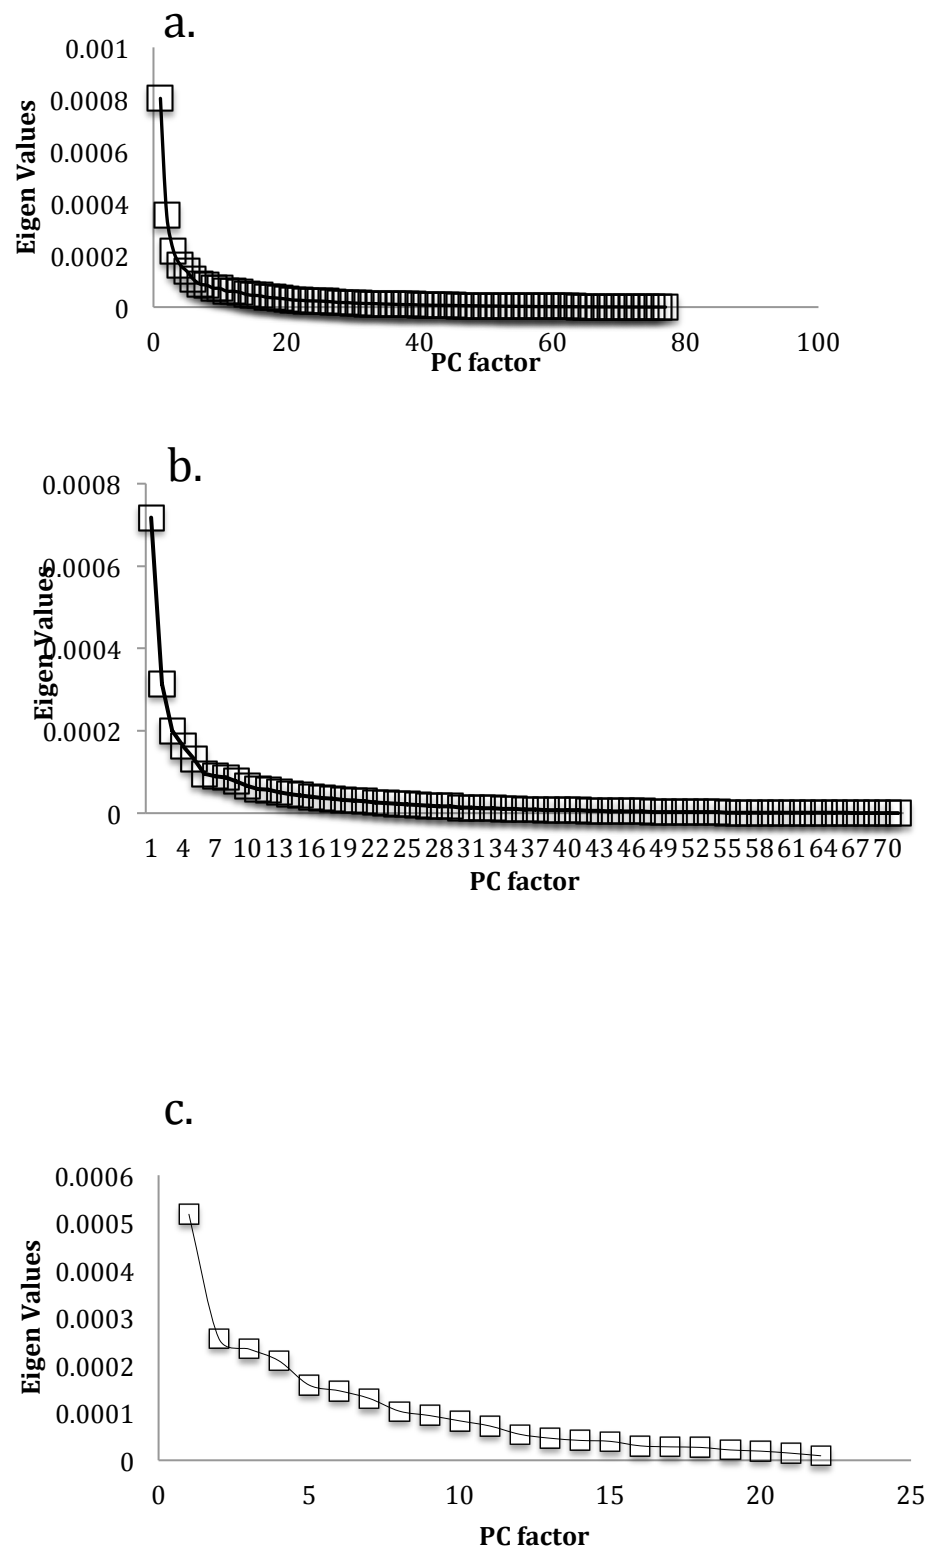 a.
0.001
0.0008
0.0006
0.0004
0.0002
0
Eigen Values
0 20 40 60 80 100
PC factor
b.
0.0008
0.0006
0.0004
0.0002
0
Eigen Values
1 4 7 10 13 16 19 22 25 28 31 34 37 40 43 46 49 52 55 58 61 64 67 70
PC factor
c.
0.0006
0.0005
0.0004
0.0003
0.0002
0.0001
0
Eigen Values
0 5 10 15 20 25
PC factor